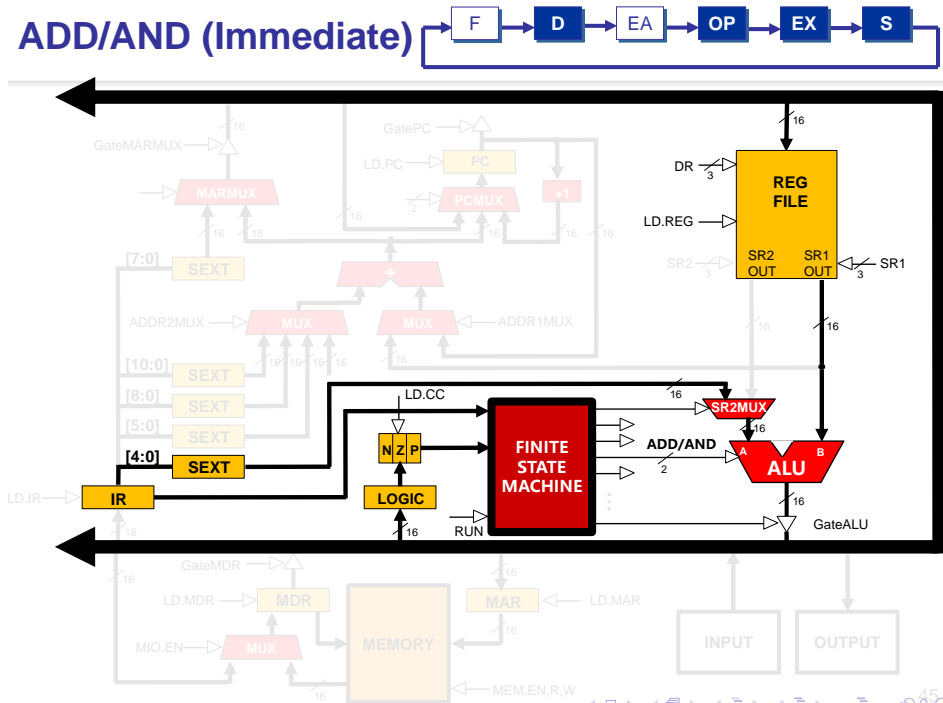 ADD/AND (Immediate)
F D EA OP EX S
16
16
GatePC
16
GateMARMUX
DR
3
LD.PC
PC
REG
FILE
MARMUX
2
PCMUX
+1
LD.REG
16
16
16
16
16
[7:0]
SEXT
SR2
3
SR2
OUT
SR1
OUT
3
SR1
+
ADDR2MUX
MUX
MUX
ADDR1MUX
16
16
16 16 16 16
16
[10:0]
SEXT
LD.CC
16
[8:0]
SEXT
SR2MUX
[5:0]
SEXT
16
N Z P
FINITE
STATE
MACHINE
ADD/AND
2
A
B
ALU
[4:0]
SEXT
LD.IR
IR
LOGIC
16
RUN
16
GateALU
16
GateMDR
16
LD.MDR
MDR
MAR
LD.MAR
16
MIO.EN
MUX
MEMORY
INPUT
OUTPUT
16
MEM.EN,R,W
45